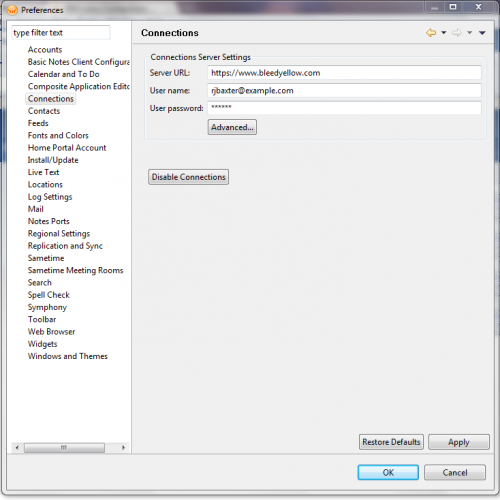 Preferences
type filter text
Accounts
Basic Notes Client Configura
Calendar and To Do
Composite Application Edito
Connections
Contacts
Feeds
Fonts and Colors
Home Portal Account
Install/Update
Live Text
Locations
Log Settings
Mail
Notes Ports
Regional Settings
Replication and Sync
Sametime
Sametime Meeting Rooms
Search
Spell Check
Symphony
Toolbar
Web Browser
Widgets
Windows and Themes
Connections
Connections Server Settings
Server URL: https://www.bleedyellow.com
User name: rjbaxter@example.com
User password: ******
Advanced...
Disable Connections
Restore Defaults Apply
OK Cancel